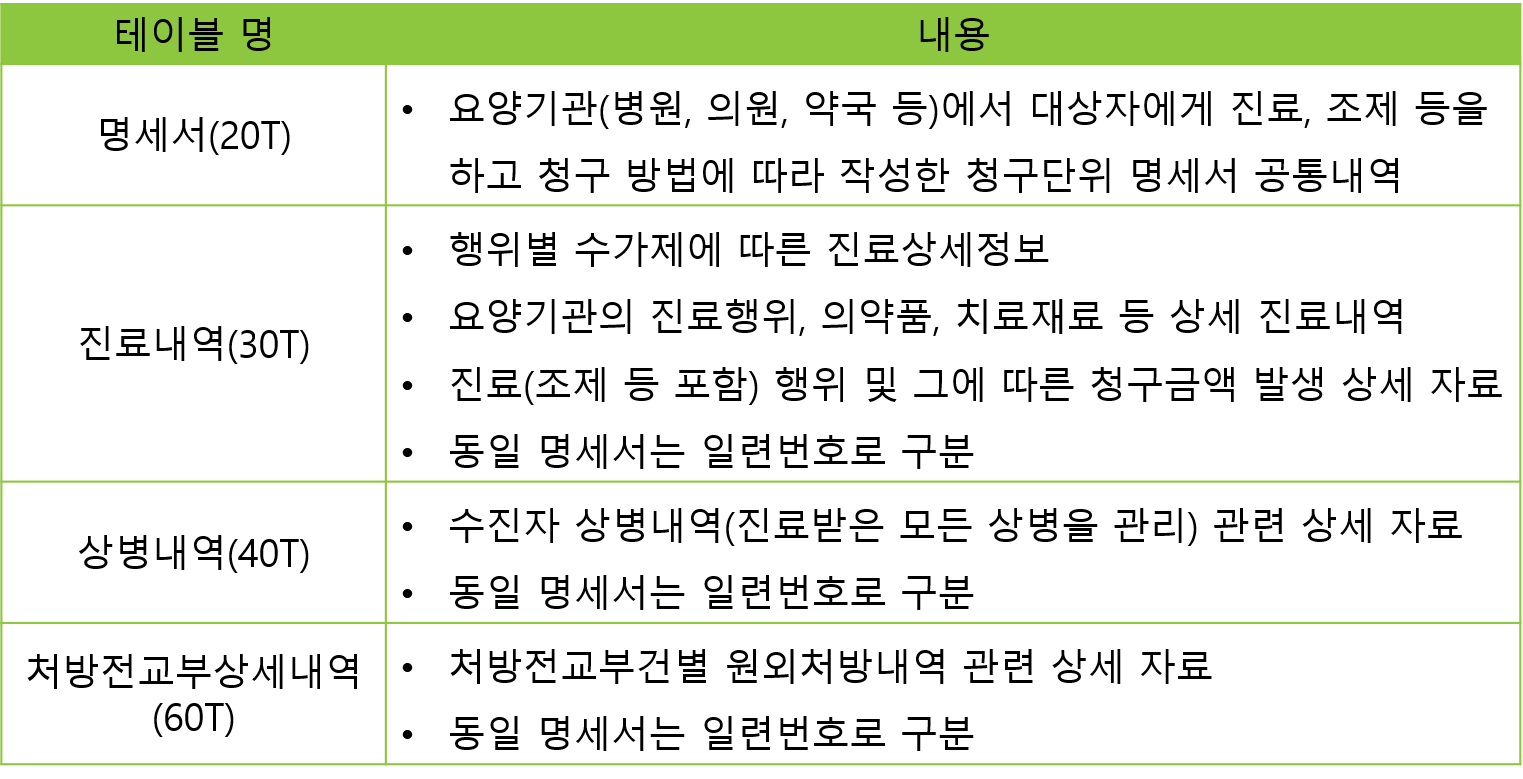 테이블 명 내용
명세서(20T)
• 요양기관(병원, 의원, 약국 등)에서 대상자에게 진료, 조제 등을
하고 청구 방법에 따라 작성한 청구단위 명세서 공통내역
진료내역(30T)
• 행위별 수가제에 따른 진료상세정보
• 요양기관의 진료행위, 의약품, 치료재료 등 상세 진료내역
• 진료(조제 등 포함) 행위 및 그에 따른 청구금액 발생 상세 자료
• 동일 명세서는 일련번호로 구분
상병내역(40T)
• 수진자 상병내역(진료받은 모든 상병을 관리) 관련 상세 자료
• 동일 명세서는 일련번호로 구분
처방전교부상세내역
(60T)
• 처방전교부건별 원외처방내역 관련 상세 자료
• 동일 명세서는 일련번호로 구분